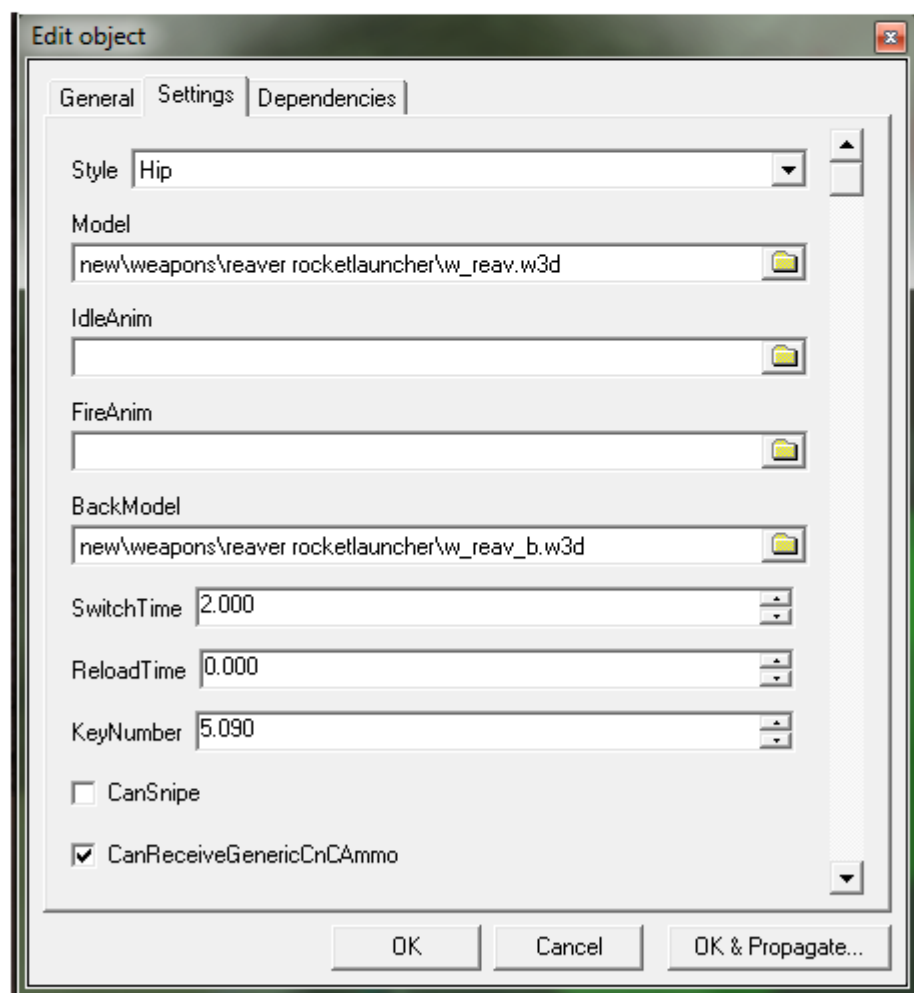 Edit object
General Settings Dependencies
Style Hip
Model
new\weapons\reaver rocketlauncher\w_reav.w3d
IdleAnim
FireAnim
BackModel
new\weapons\reaver rocketlauncher\w_reav_b.w3d
SwitchTime 2.000
ReloadTime 0.000
KeyNumber 5.090
CanSnipe
CanReceiveGenericCnCAmmo
OK Cancel OK & Propagate...